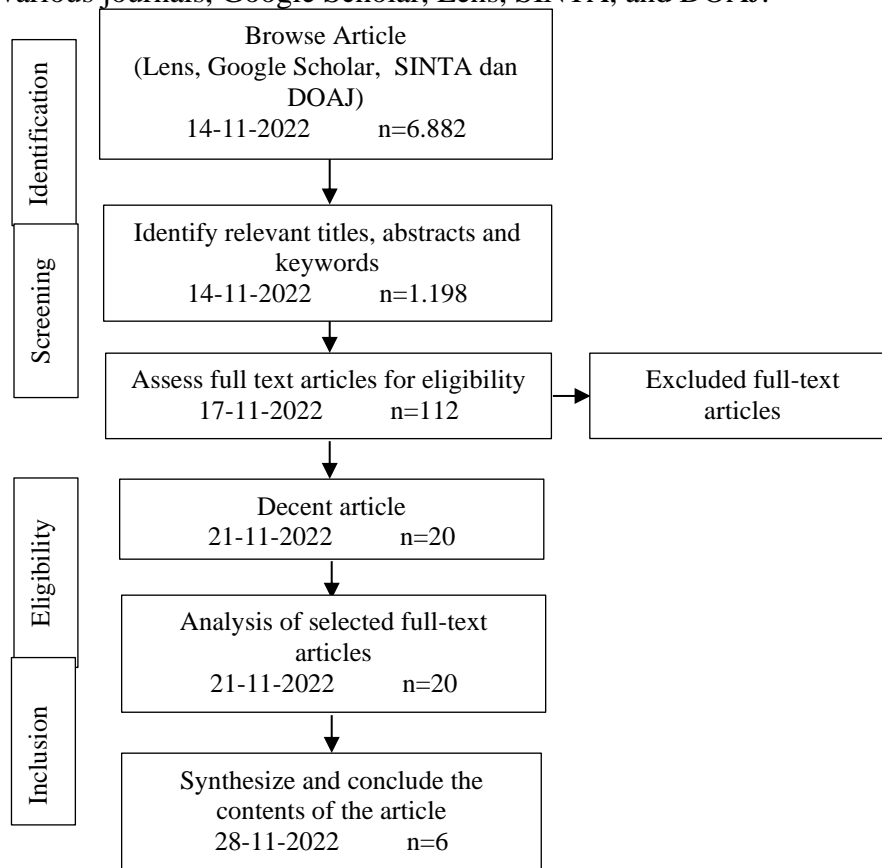 various journals, Google Scholar, Lens, SINTA, and DOAJ.
Identification
Browse Article
(Lens, Google Scholar, SINTA dan
DOAJ)
14-11-2022 n=6.882
Screening
Identify relevant titles, abstracts and
keywords
14-11-2022 n=1.198
Assess full text articles for eligibility
17-11-2022 n=112
Excluded full-text
articles
Eligibility
Decent article
21-11-2022 n=20
Analysis of selected full-text
articles
21-11-2022 n=20
Inclusion
Synthesize and conclude the
contents of the article
28-11-2022 n=6